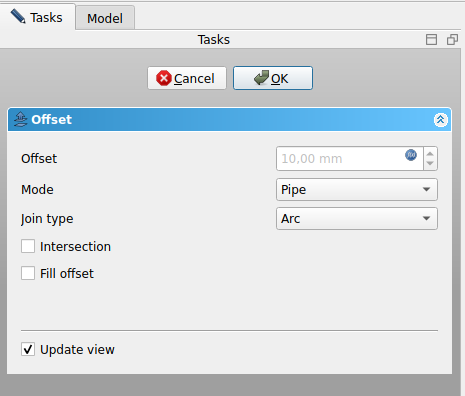 Tasks Model
Tasks
Cancel OK
Offset
Offset 10,00 mm
Mode Pipe
Join type Arc
Intersection
Fill offset
Update view